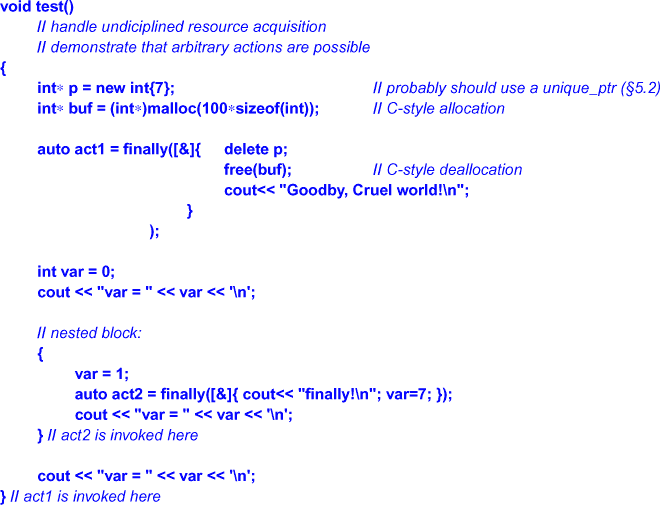 void test()
// handle undiciplined resource acquisition
// demonstrate that arbitrary actions are possible
{
int* p = new int{7}; // probably should use a unique_ptr (§5.2)
int* buf = (int*)malloc(100*sizeof(int)); // C-style allocation
auto act1 = finally([&]{ delete p;
free(buf); // C-style deallocation
cout<< "Goodby, Cruel world!\n";
}
);
int var = 0;
cout << "var = " << var << '\n';
// nested block:
{
var = 1;
auto act2 = finally([&]{ cout<< "finally!\n"; var=7; });
cout << "var = " << var << '\n';
} // act2 is invoked here
cout << "var = " << var << '\n';
} // act1 is invoked here